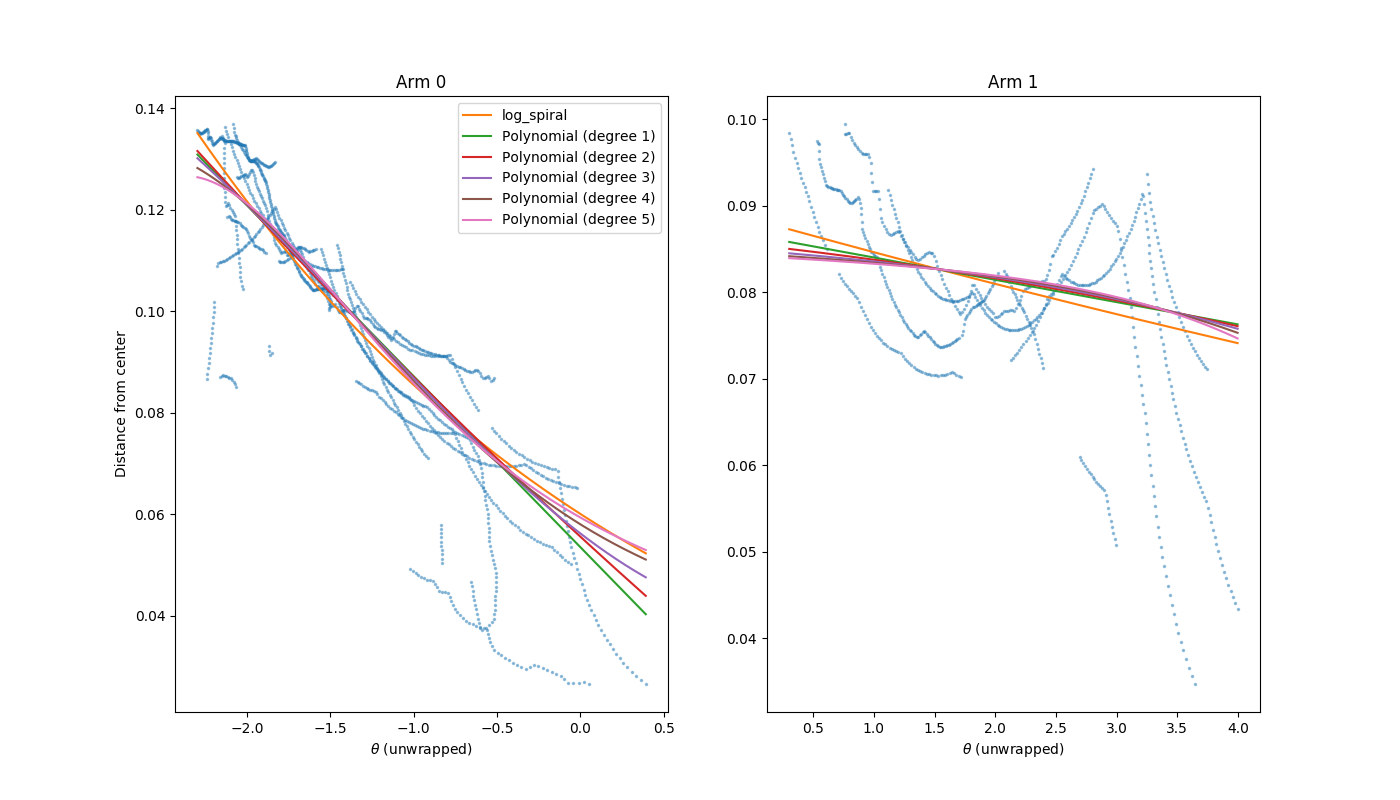 Arm 0
Distance from center
0.14
0.12
0.10
0.08
0.06
0.04
−2.0 −1.5 −1.0 −0.5 0.0 0.5
θ (unwrapped)
log_spiral
Polynomial (degree 1)
Polynomial (degree 2)
Polynomial (degree 3)
Polynomial (degree 4)
Polynomial (degree 5)
Arm 1
0.10
0.09
0.08
0.07
0.06
0.05
0.04
0.5 1.0 1.5 2.0 2.5 3.0 3.5 4.0
θ (unwrapped)